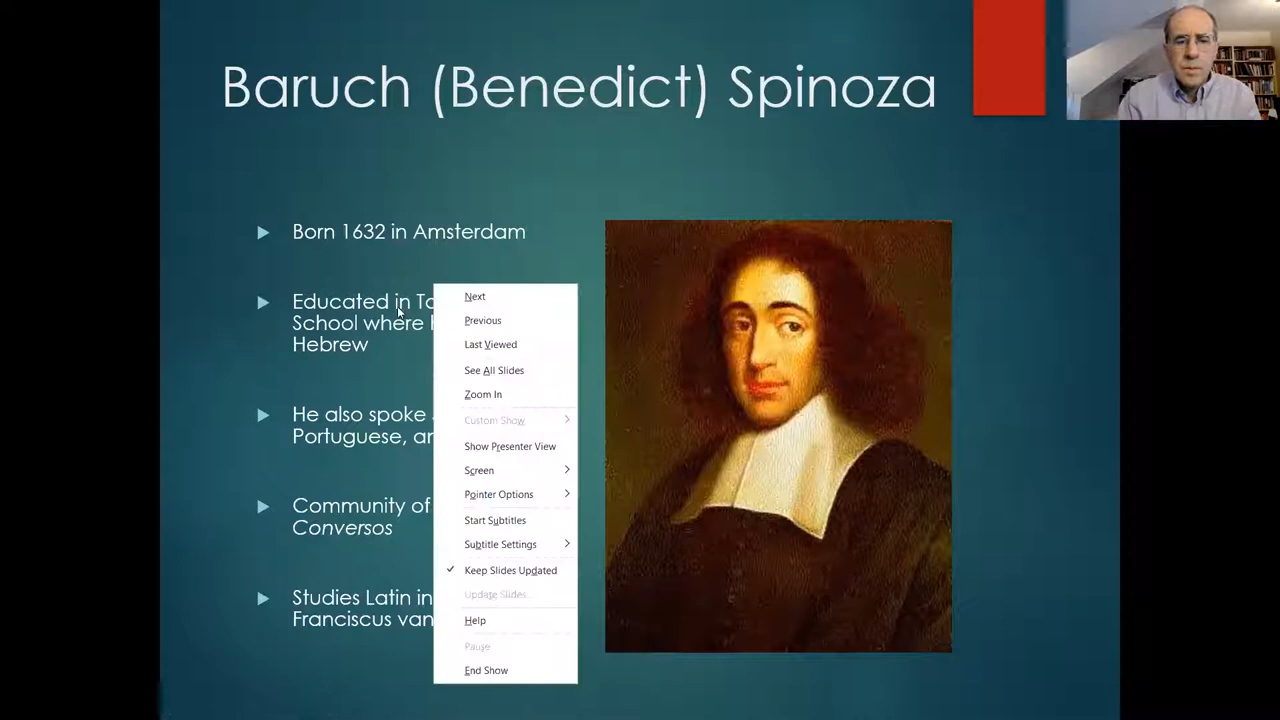 Baruch (Benedict) Spinoza
Born 1632 in Amsterdam
Educated in
School where
Hebrew
He also spoke
Portuguese,
Community of
Conversos
Studies Latin in
Franciscus van
Next
Previous
Last Viewed
See All Slides
Zoom In
Custom Show
Show Presenter View
Screen
Pointer Options
Start Subtitles
Subtitle Settings
Keep Slides Updated
Update Slides...
Help
Pause
End Show